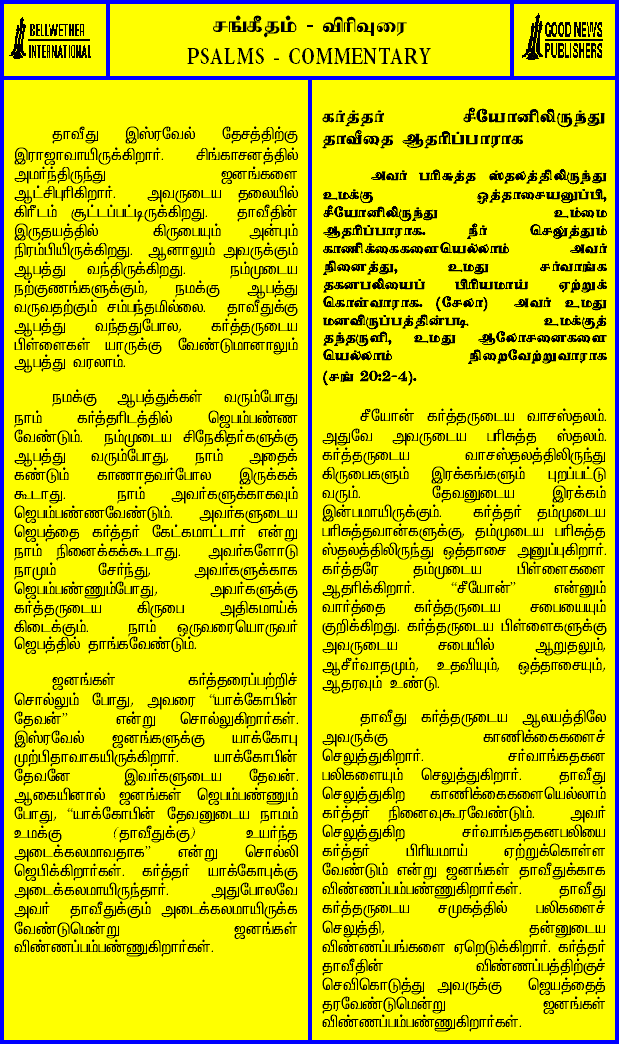 BELLWETHER
INTERNATIONAL
சங்கீதம் - விரிவுரை
PSALMS - COMMENTARY
GOOD NEWS
PUBLISHERS
தாவீது இஸ்ரவேல் தேசத்திற்கு
இராஜாவாயிருக்கிறார். சிங்காசனத்தில்
அமர்ந்திருந்து ஜனங்களை
ஆட்சிபுரிகிறார். அவருடைய தலையில்
கிரீடம் சூட்டப்பட்டிருக்கிறது. தாவீதின்
இருதயத்தில் கிருபையும் அன்பும்
நிரம்பியிருக்கிறது. ஆனாலும் அவருக்கும்
ஆபத்து வந்திருக்கிறது. நம்முடைய
நற்குணங்களுக்கும், நமக்கு ஆபத்து
வருவதற்கும் சம்பந்தமில்லை. தாவீதுக்கு
ஆபத்து வந்ததுபோல, கர்த்தருடைய
பிள்ளைகள் யாருக்கு வேண்டுமானாலும்
ஆபத்து வரலாம்.
நமக்கு ஆபத்துக்கள் வரும்போது
நாம் கர்த்தரிடத்தில் ஜெபம்பண்ண
வேண்டும். நம்முடைய சிநேகிதர்களுக்கு
ஆபத்து வரும்போது, நாம் அதைக்
கண்டும் காணாதவர்போல இருக்கக்
கூடாது. நாம் அவர்களுக்காகவும்
ஜெபம்பண்ணவேண்டும். அவர்களுடைய
ஜெபத்தை கர்த்தர் கேட்கமாட்டார் என்று
நாம் நினைக்கக்கூடாது. அவர்களோடு
நாமும் சேர்ந்து, அவர்களுக்காக
ஜெபம்பண்ணும்போது, அவர்களுக்கு
கர்த்தருடைய கிருபை அதிகமாய்க்
கிடைக்கும். நாம் ஒருவரையொருவர்
ஜெபத்தில் தாங்கவேண்டும்.
ஜனங்கள் கர்த்தரைப்பற்றிச்
சொல்லும் போது, அவரை “யாக்கோபின்
தேவன்” என்று சொல்லுகிறார்கள்.
இஸ்ரவேல் ஜனங்களுக்கு யாக்கோபு
முற்பிதாவாகயிருக்கிறார். யாக்கோபின்
தேவனே இவர்களுடைய தேவன்.
ஆகையினால் ஜனங்கள் ஜெபம்பண்ணும்
போது, “யாக்கோபின் தேவனுடைய நாமம்
உமக்கு (தாவீதுக்கு) உயர்ந்த
அடைக்கலமாவதாக” என்று சொல்லி
ஜெபிக்கிறார்கள். கர்த்தர் யாக்கோபுக்கு
அடைக்கலமாயிருந்தார். அதுபோலவே
அவர் தாவீதுக்கும் அடைக்கலமாயிருக்க
வேண்டுமென்று ஜனங்கள்
விண்ணப்பம்பண்ணுகிறார்கள்.
கர்த்தர் சீயோனிலிருந்து
தாவீதை ஆதரிப்பாராக
அவர் பரிசுத்த ஸ்தலத்திலிருந்து
உமக்கு ஒத்தாசையனுப்பி,
சீயோனிலிருந்து உம்மை
ஆதரிப்பாராக. நீர் செலுத்தும்
காணிக்கைகளையெல்லாம் அவர்
நினைத்து, உமது சர்வாங்க
தகனபலியைப் பிரியமாய் ஏற்றுக்
கொள்வாராக. (சேலா) அவர் உமது
மனவிருப்பத்தின்படி உமக்குத்
தந்தருளி, உமது ஆலோசனைகளை
யெல்லாம் நிறைவேற்றுவாராக
(சங் 20:2-4).
சீயோன் கர்த்தருடைய வாசஸ்தலம்.
அதுவே அவருடைய பரிசுத்த ஸ்தலம்.
கர்த்தருடைய வாசஸ்தலத்திலிருந்து
கிருபைகளும் இரக்கங்களும் புறப்பட்டு
வரும். தேவனுடைய இரக்கம்
இன்பமாயிருக்கும். கர்த்தர் தம்முடைய
பரிசுத்தவான்களுக்கு, தம்முடைய பரிசுத்த
ஸ்தலத்திலிருந்து ஒத்தாசை அனுப்புகிறார்.
கர்த்தரே தம்முடைய பிள்ளைகளை
ஆதரிக்கிறார். “சீயோன்” என்னும்
வார்த்தை கர்த்தருடைய சபையையும்
குறிக்கிறது. கர்த்தருடைய பிள்ளைகளுக்கு
அவருடைய சபையில் ஆறுதலும்,
ஆசீர்வாதமும், உதவியும், ஒத்தாசையும்,
ஆதரவும் உண்டு.
தாவீது கர்த்தருடைய ஆலயத்திலே
அவருக்கு காணிக்கைகளைச்
செலுத்துகிறார். சர்வாங்கதகன
பலிகளையும் செலுத்துகிறார். தாவீது
செலுத்துகிற காணிக்கைகளையெல்லாம்
கர்த்தர் நினைவுகூரவேண்டும். அவர்
செலுத்துகிற சர்வாங்கதகனபலியை
கர்த்தர் பிரியமாய் ஏற்றுக்கொள்ள
வேண்டும் என்று ஜனங்கள் தாவீதுக்காக
விண்ணப்பம்பண்ணுகிறார்கள். தாவீது
கர்த்தருடைய சமுகத்தில் பலிகளைச்
செலுத்தி, தன்னுடைய
விண்ணப்பங்களை ஏறெடுக்கிறார். கர்த்தர்
தாவீதின் விண்ணப்பத்திற்குச்
செவிகொடுத்து அவருக்கு ஜெயத்தைத்
தரவேண்டுமென்று ஜனங்கள்
விண்ணப்பம்பண்ணுகிறார்கள்.